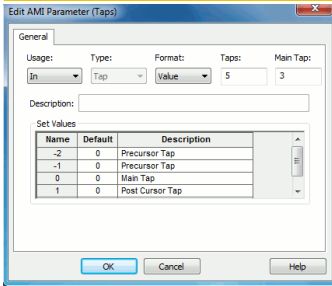 Edit AMI Parameter (Taps)
General
Usage: Type: Format: Taps: Main Tap:
In Tap Value 5 3
Description:
Set Values
Name Default Description
-2 0 Precursor Tap
-1 0 Precursor Tap
0 0 Main Tap
1 0 Post Cursor Tap
OK Cancel Help